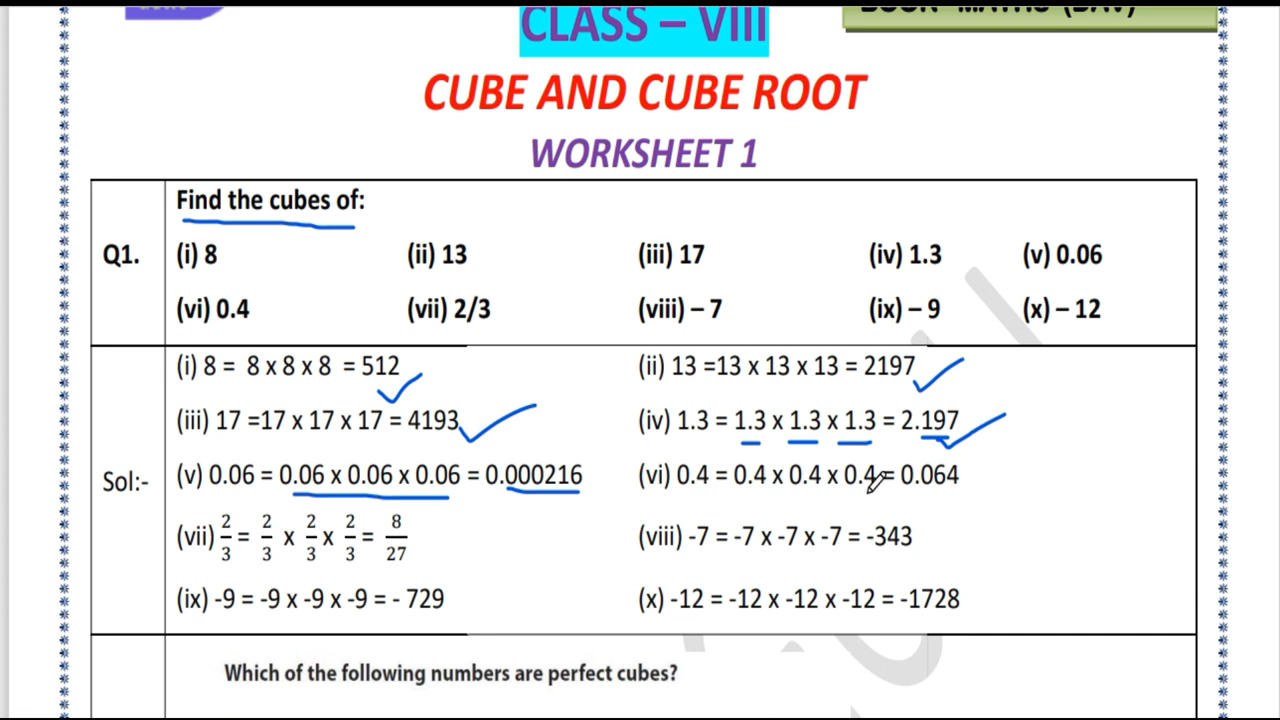 CLASS – VIII
CUBE AND CUBE ROOT
WORKSHEET 1
Find the cubes of:
Q1. (i) 8 (ii) 13 (iii) 17 (iv) 1.3 (v) 0.06
(vi) 0.4 (vii) 2/3 (viii) – 7 (ix) – 9 (x) – 12
(i) 8 = 8 x 8 x 8 = 512 (ii) 13 =13 x 13 x 13 = 2197
(iii) 17 =17 x 17 x 17 = 4193 (iv) 1.3 = 1.3 x 1.3 x 1.3 = 2.197
Sol:- (v) 0.06 = 0.06 x 0.06 x 0.06 = 0.000216 (vi) 0.4 = 0.4 x 0.4 x 0.4 = 0.064
(vii) 2/3 = 2/3 x 2/3 x 2/3 = 8/27 (viii) -7 = -7 x -7 x -7 = -343
(ix) -9 = -9 x -9 x -9 = - 729 (x) -12 = -12 x -12 x -12 = -1728
Which of the following numbers are perfect cubes?